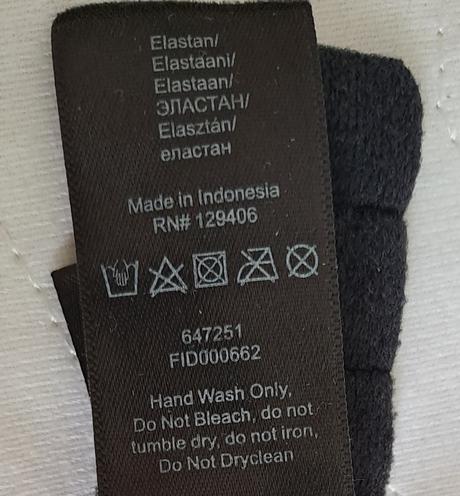 Elastan/
Elastaani/
Elastaan/
ЭЛАСТАН/
Elasztán/
еластан
Made in Indonesia
RN# 129406
647251
FID000662
Hand Wash Only,
Do Not Bleach, do not
tumble dry, do not iron,
Do Not Dryclean